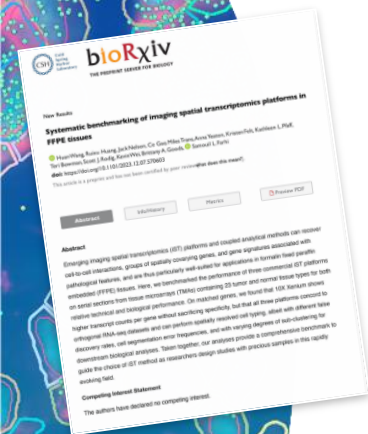 CSH
Cold
Spring
Harbor
Laboratory
bioRxiv
THE PREPRINT SERVER FOR BIOLOGY
New Results
Systematic benchmarking of imaging spatial transcriptomics platforms in
FFPE tissues
Huan Wang, Ruixu Huang, Jack Nelson, Ce Gao, Miles Tran, Anna Yeaton, Kristen Felt, Kathleen L. Pfaff,
Teri Bowman, Scott J. Rodig, Kevin Wei, Brittany A. Goods, Samouil L. Farhi
doi: https://doi.org/10.1101/2023.12.07.570603
This article is a preprint and has not been certified by peer review [what does this mean?].
Abstract
Info/History
Metrics
Preview PDF
Abstract
Emerging imaging spatial transcriptomics (iST) platforms and coupled analytical methods can recover
cell-to-cell interactions, groups of spatially covarying genes, and gene signatures associated with
pathological features, and are thus particularly well-suited for applications in formalin fixed paraffin
embedded (FFPE) tissues. Here, we benchmarked the performance of three commercial iST platforms
on serial sections from tissue microarrays (TMAs) containing 23 tumor and normal tissue types for both
relative technical and biological performance. On matched genes, we found that 10X Xenium shows
higher transcript counts per gene without sacrificing specificity, but that all three platforms concord to
orthogonal RNA-seq datasets and can perform spatially resolved cell typing, albeit with different false
discovery rates, cell segmentation error frequencies, and with varying degrees of sub-clustering for
downstream biological analyses. Taken together, our analyses provide a comprehensive benchmark to
guide the choice of iST method as researchers design studies with precious samples in this rapidly
evolving field.
Competing Interest Statement
The authors have declared no competing interest.